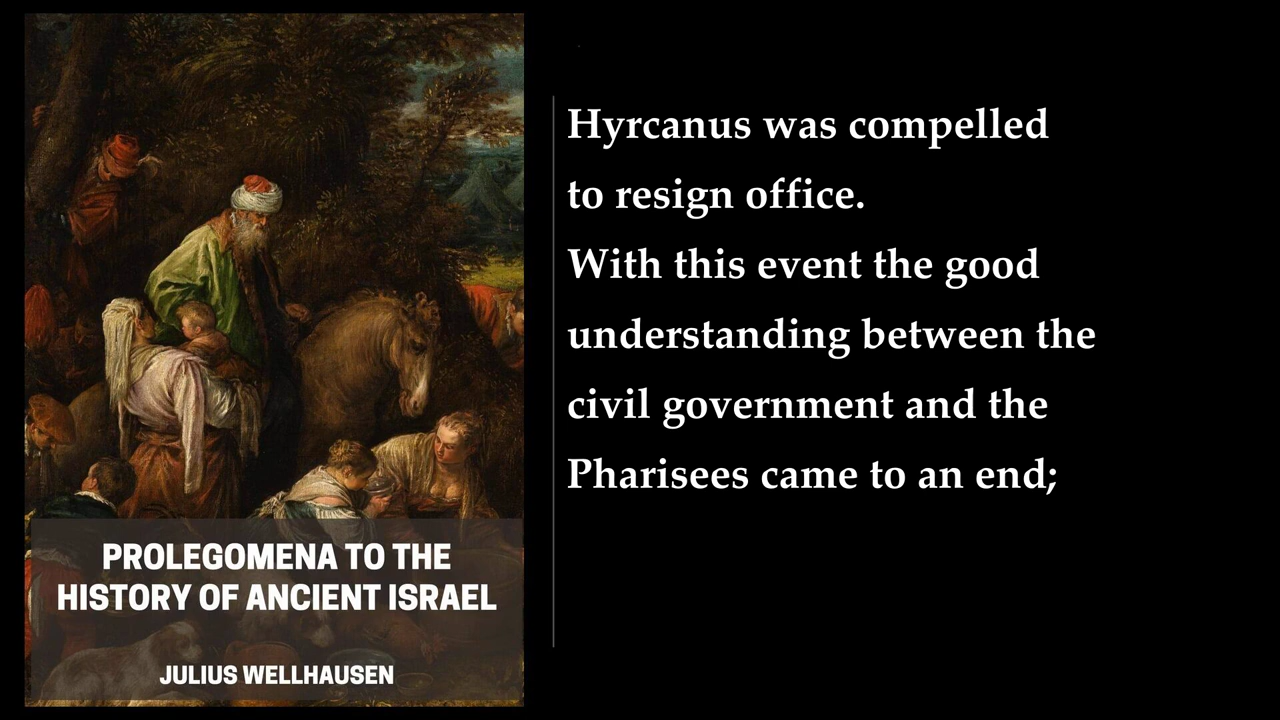 PROLEGOMENA TO THE
HISTORY OF ANCIENT ISRAEL
JULIUS WELLHAUSEN
Hyrcanus was compelled
to resign office.
With this event the good
understanding between the
civil government and the
Pharisees came to an end;